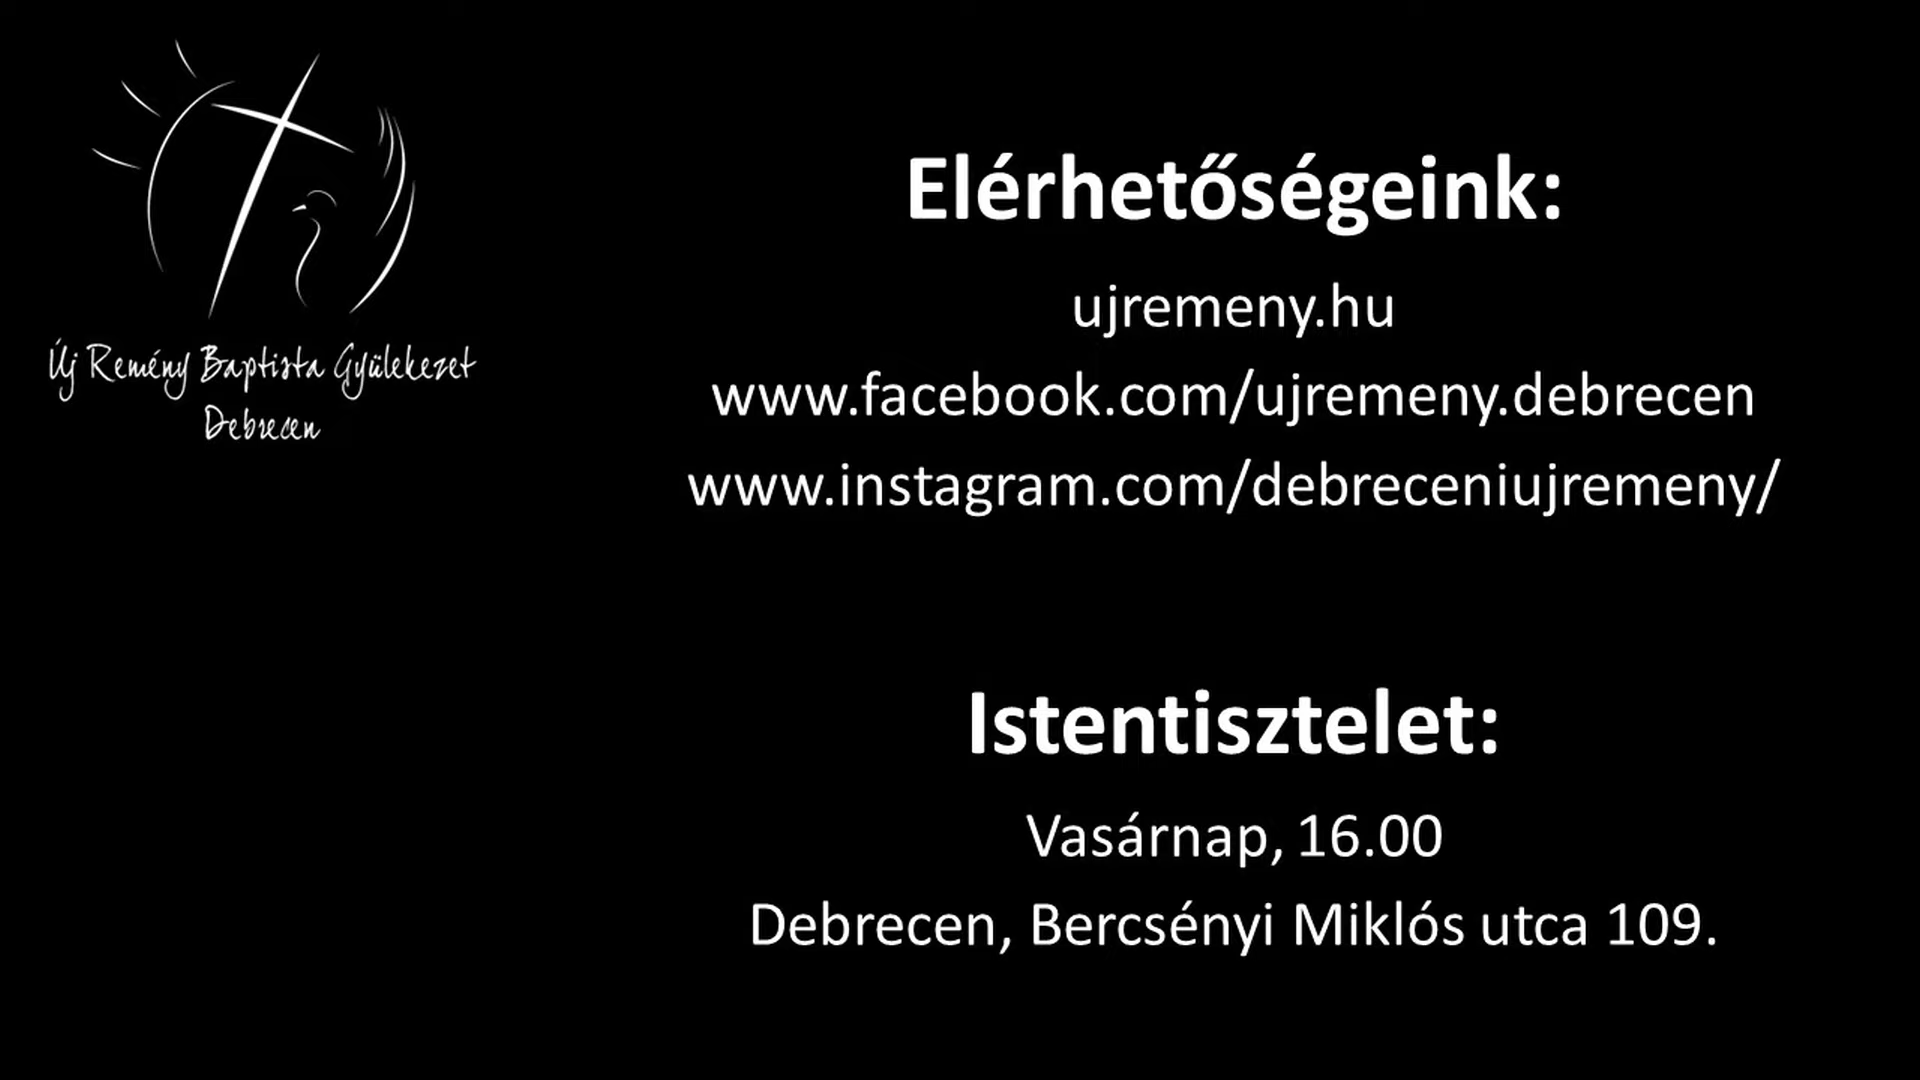 Új Remény Baptista Gyülekezet
Debrecen
Elérhetőségeink:
ujremeny.hu
www.facebook.com/ujremeny.debrecen
www.instagram.com/debreceniujremeny/
Istentisztelet:
Vasárnap, 16.00
Debrecen, Bercsényi Miklós utca 109.